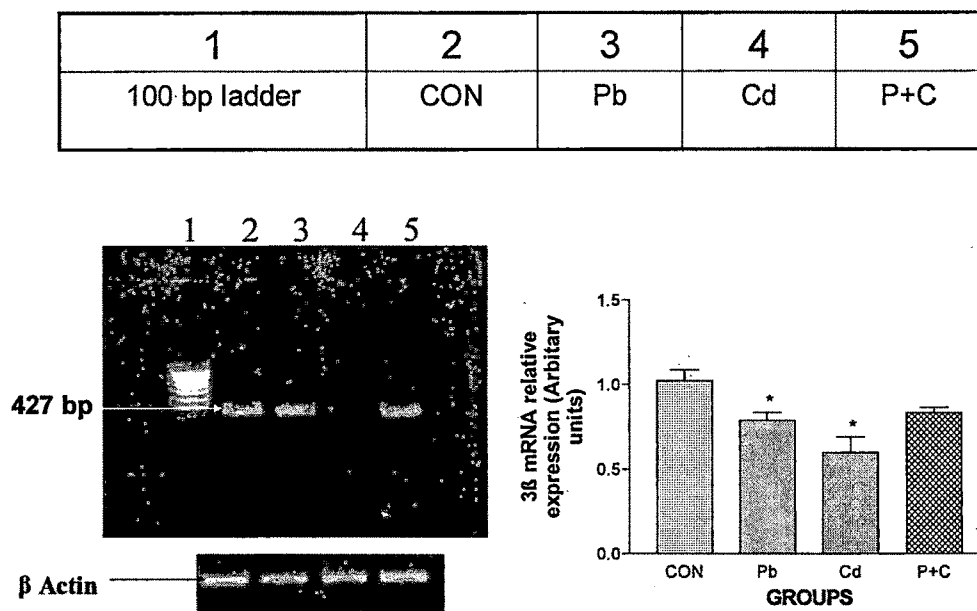 1 2 3 4 5
100 bp ladder CON Pb Cd P+C
1 2 3 4 5
427 bp
β Actin
3ß mRNA relative
expression (Arbitary
units)
1.5
1.0
0.5
0.0
* *
CON Pb Cd P+C
GROUPS